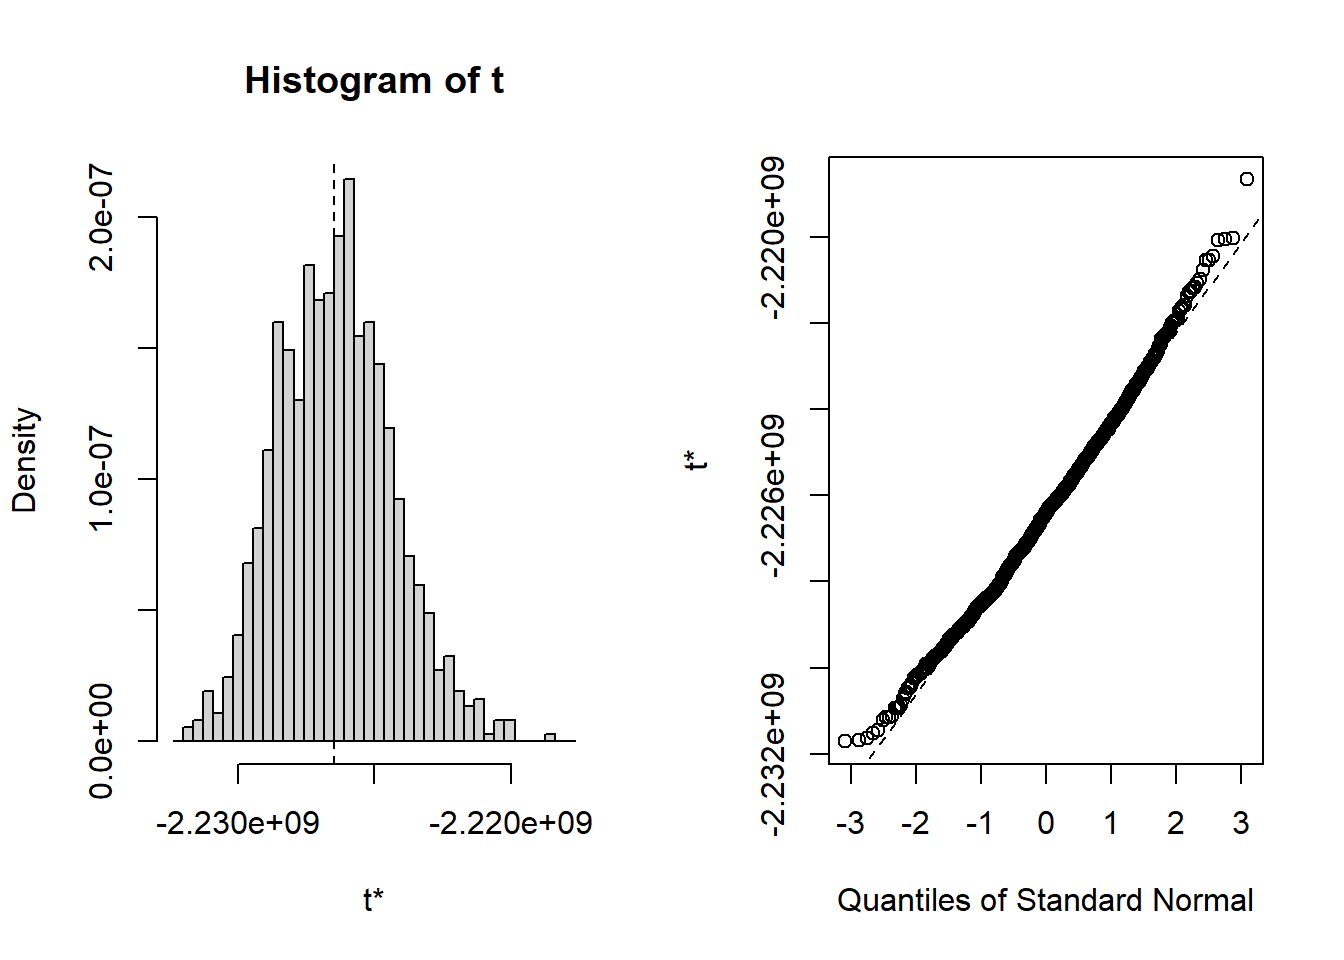 Histogram of t
Density
0.0e+00
1.0e-07
2.0e-07
-2.230e+09
-2.220e+09
t*
t*
-2.232e+09
-2.226e+09
-2.220e+09
-3 -2 -1 0 1 2 3
Quantiles of Standard Normal